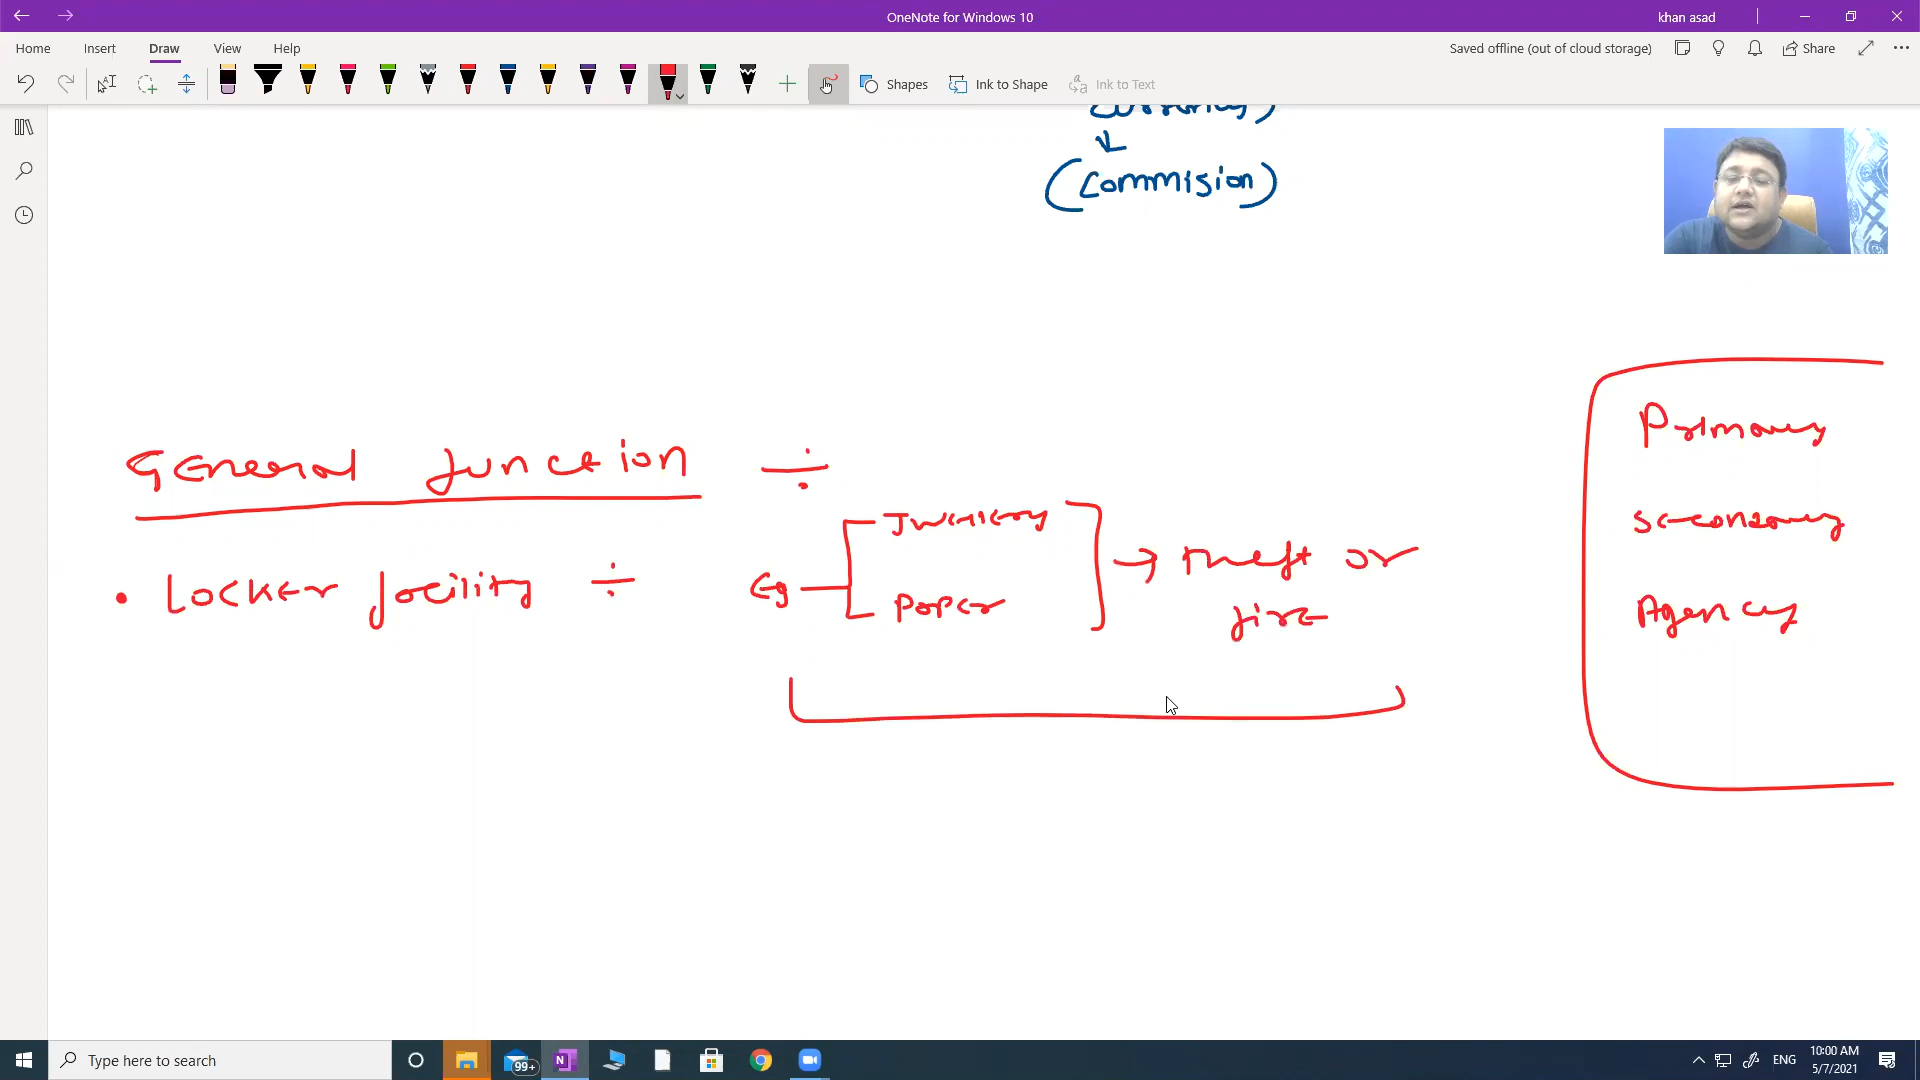 OneNote for Windows 10
khan asad
Home Insert Draw View Help
Saved offline (out of cloud storage)
Share
Shapes
Ink to Shape
Ink to Text
(Commision)
General function ÷
Primary
Secondary
Agency
• Locker facility ÷
Eg
Jwellery
Paper
→ theft or
fire
Type here to search
99+
ENG
10:00 AM
5/7/2021